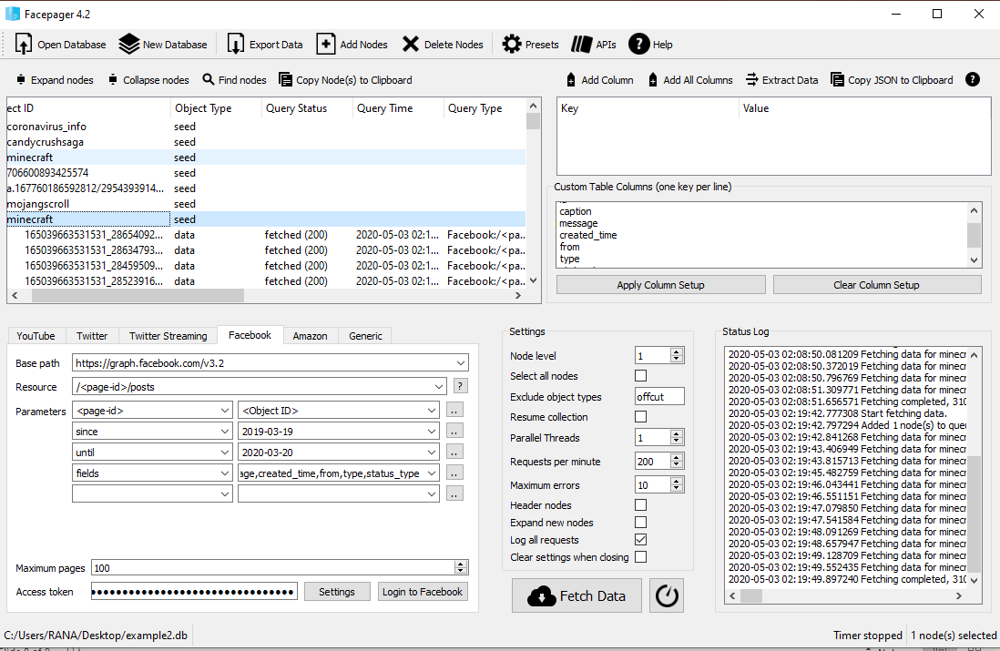 Facepager 4.2
Open Database New Database Export Data Add Nodes Delete Nodes Presets APIs ? Help
Expand nodes Collapse nodes Find nodes Copy Node(s) to Clipboard Add Column Add All Columns Extract Data Copy JSON to Clipboard ?
ect ID Object Type Query Status Query Time Query Type
coronavirus_info seed
candycrushsaga seed
minecraft seed
706600893425574 seed
a.167760186592812/2954393914... seed
mojangscroll seed
minecraft seed
165039663531531_28654092... data fetched (200) 2020-05-03 02:1... Facebook:/<pa...
165039663531531_28634793... data fetched (200) 2020-05-03 02:1... Facebook:/<pa...
165039663531531_28459509... data fetched (200) 2020-05-03 02:1... Facebook:/<pa...
165039663531531_28523916... data fetched (200) 2020-05-03 02:1... Facebook:/<pa...
Key Value
Custom Table Columns (one key per line)
caption
message
created_time
from
type
Apply Column Setup Clear Column Setup
YouTube Twitter Twitter Streaming Facebook Amazon Generic
Base path https://graph.facebook.com/v3.2
Resource /<page-id>/posts ?
Parameters <page-id> <Object ID> ..
since 2019-03-19 ..
until 2020-03-20 ..
fields age,created_time,from,type,status_type ..
..
Maximum pages 100
Access token Settings Login to Facebook
Settings
Node level 1
Select all nodes
Exclude object types offcut
Resume collection
Parallel Threads 1
Requests per minute 200
Maximum errors 10
Header nodes
Expand new nodes
Log all requests
Clear settings when closing
Fetch Data
Status Log
2020-05-03 02:08:50.081209 Fetching data for minecr
2020-05-03 02:08:50.372019 Fetching data for minecr
2020-05-03 02:08:50.796769 Fetching data for minecr
2020-05-03 02:08:51.309771 Fetching data for minecr
2020-05-03 02:08:51.656571 Fetching completed, 310
2020-05-03 02:19:42.777308 Start fetching data.
2020-05-03 02:19:42.797294 Added 1 node(s) to que
2020-05-03 02:19:42.841268 Fetching data for minecr
2020-05-03 02:19:43.406949 Fetching data for minecr
2020-05-03 02:19:43.815713 Fetching data for minecr
2020-05-03 02:19:45.482759 Fetching data for minecr
2020-05-03 02:19:46.043441 Fetching data for minecr
2020-05-03 02:19:46.551151 Fetching data for minecr
2020-05-03 02:19:47.079850 Fetching data for minecr
2020-05-03 02:19:47.541584 Fetching data for minecr
2020-05-03 02:19:48.091269 Fetching data for minecr
2020-05-03 02:19:48.657947 Fetching data for minecr
2020-05-03 02:19:49.128709 Fetching data for minecr
2020-05-03 02:19:49.552435 Fetching data for minecr
2020-05-03 02:19:49.897240 Fetching completed, 310
C:/Users/RANA/Desktop/example2.db Timer stopped 1 node(s) selected